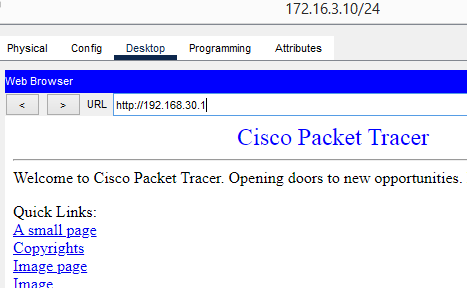 172.16.3.10/24
Physical Config Desktop Programming Attributes
Web Browser
< > URL http://192.168.30.1
Cisco Packet Tracer
Welcome to Cisco Packet Tracer. Opening doors to new opportunities.
Quick Links:
A small page
Copyrights
Image page
Image